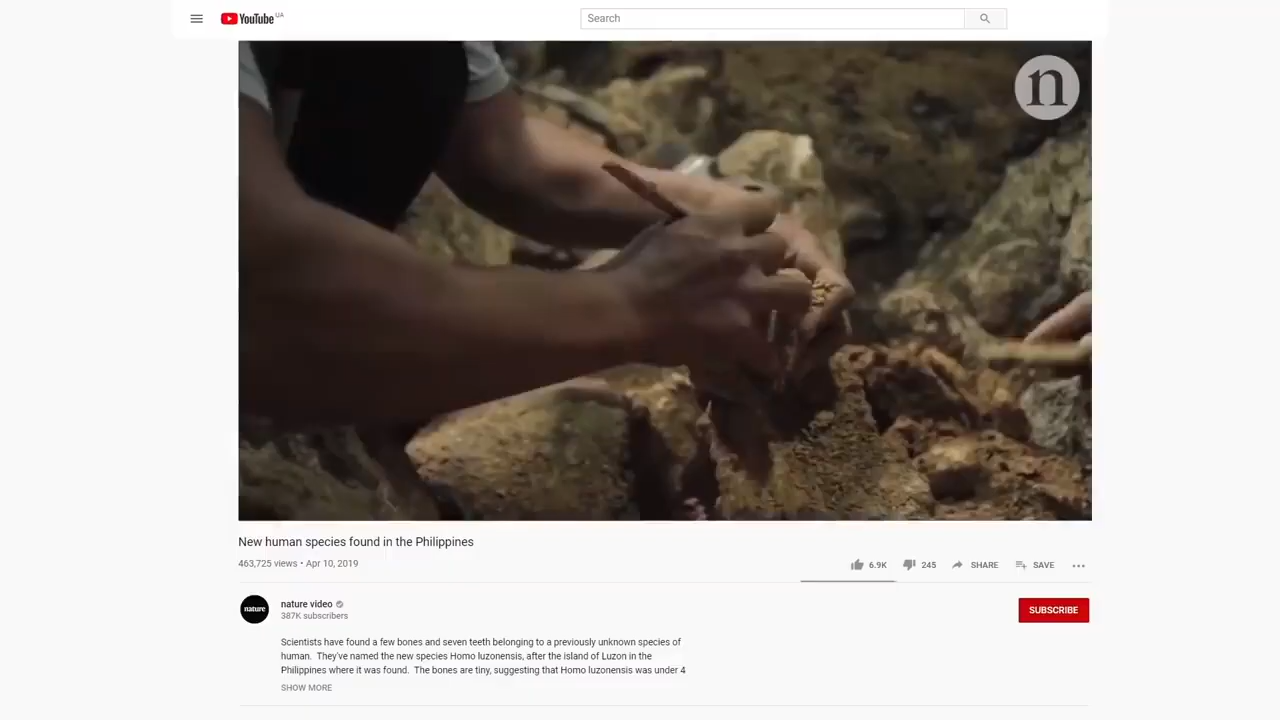 YouTube UA
Search
n
New human species found in the Philippines
463,725 views • Apr 10, 2019
6.9K 245 SHARE SAVE
nature
nature video
387K subscribers
SUBSCRIBE
Scientists have found a few bones and seven teeth belonging to a previously unknown species of
human. They've named the new species Homo luzonensis, after the island of Luzon in the
Philippines where it was found. The bones are tiny, suggesting that Homo luzonensis was under 4
SHOW MORE